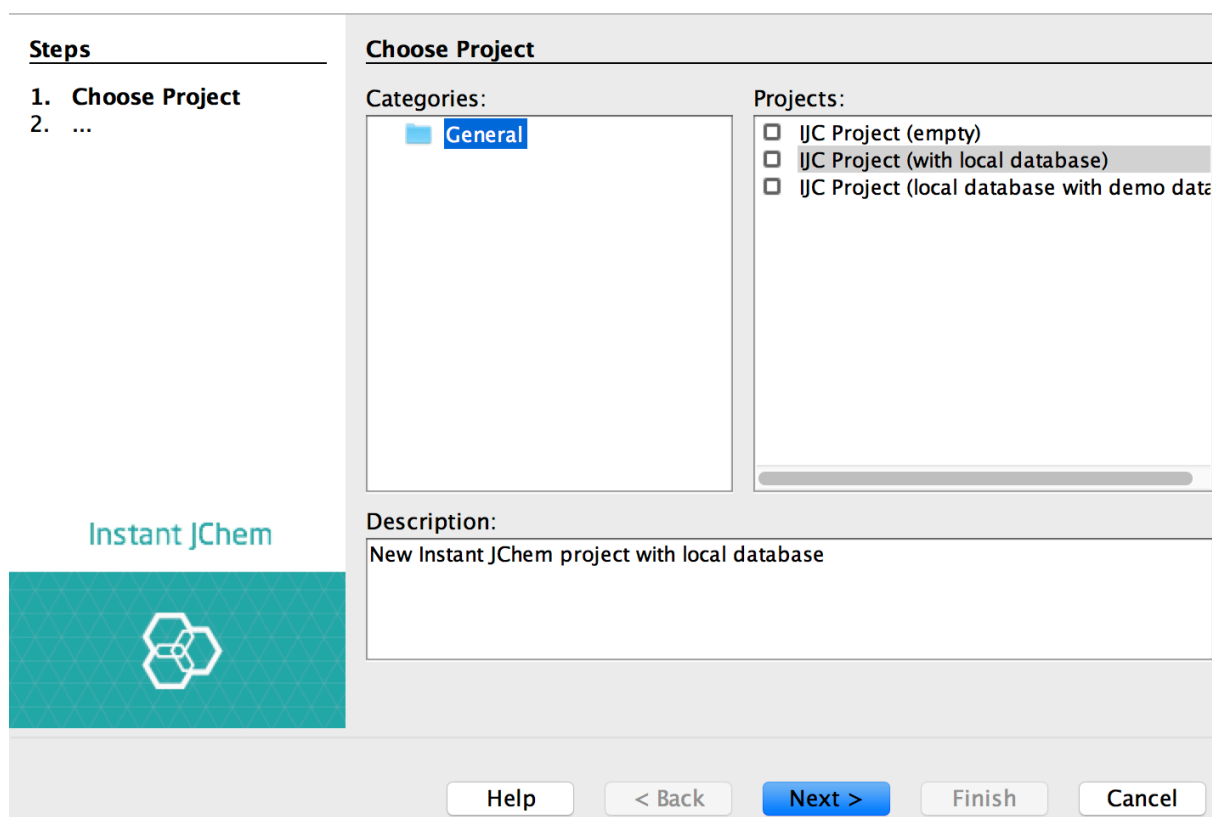 Steps
1. Choose Project
2. ...
Choose Project
Categories:
General
Projects:
IJC Project (empty)
IJC Project (with local database)
IJC Project (local database with demo data
Instant JChem
Description:
New Instant JChem project with local database
Help
< Back
Next >
Finish
Cancel